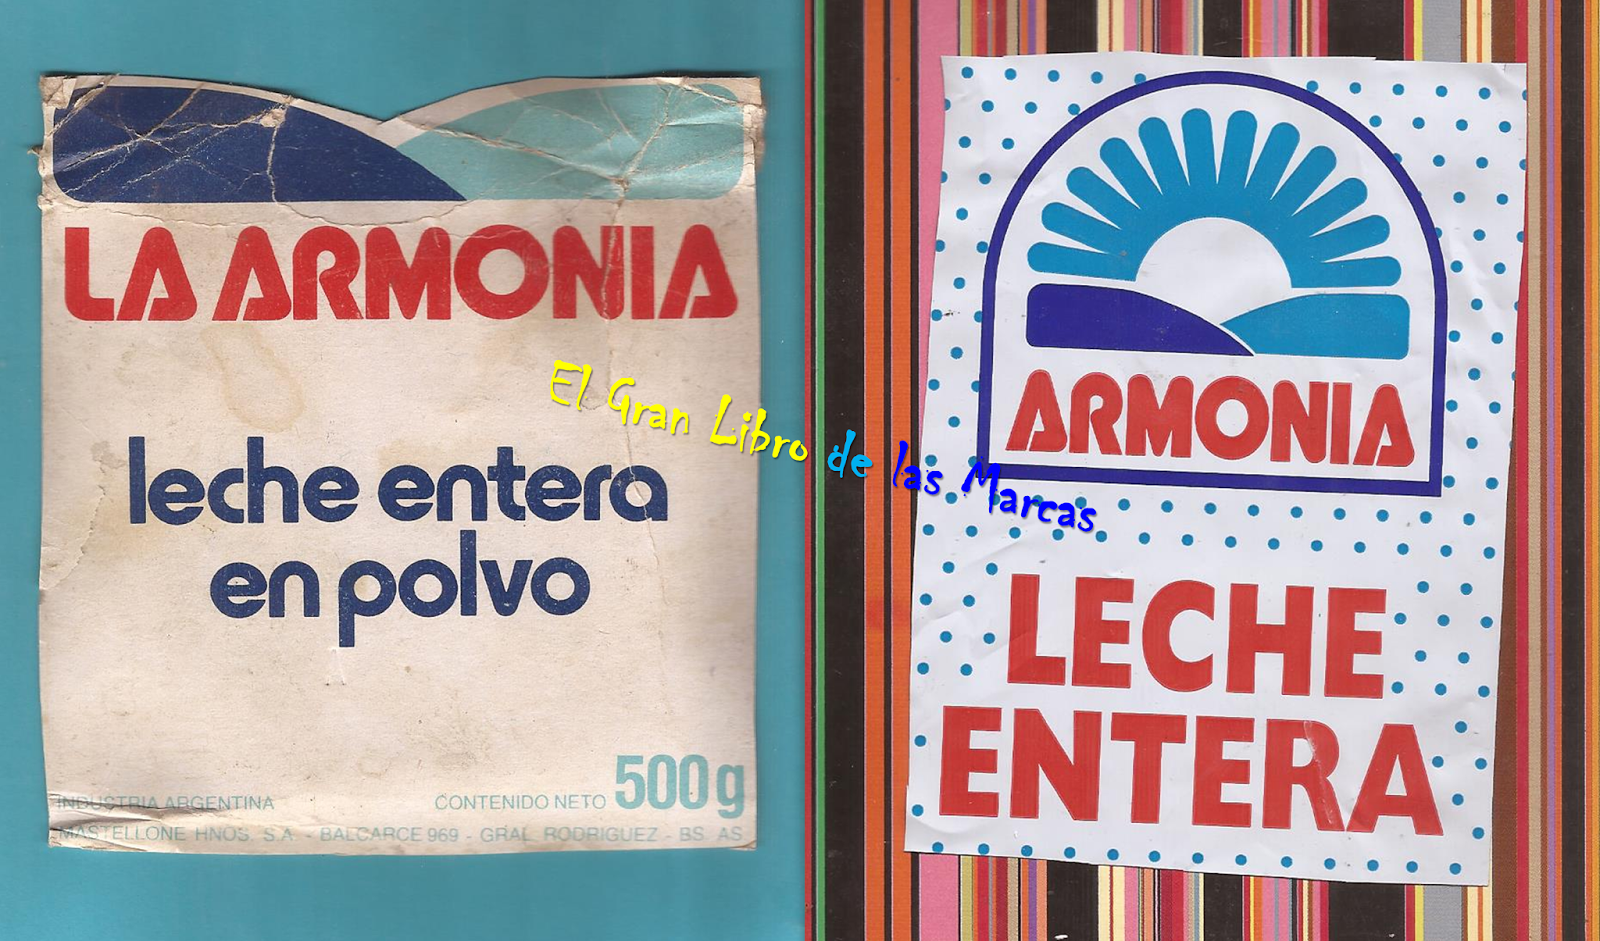 LA ARMONIA
leche entera
en polvo
500g
INDUSTRIA ARGENTINA CONTENIDO NETO
MASTELLONE HNOS. S.A. - BALCARCE 969 - GRAL. RODRIGUEZ - BS. AS.
El Gran Libro de las Marcas
ARMONIA
LECHE
ENTERA